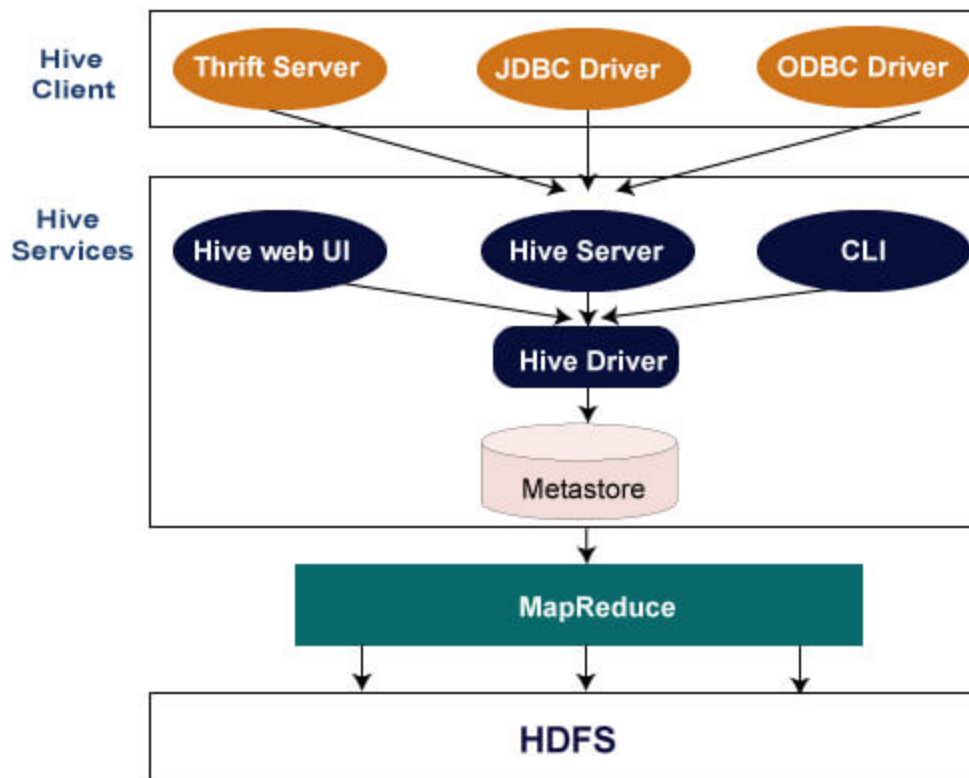 Hive
Client
Thrift Server
JDBC Driver
ODBC Driver
Hive
Services
Hive web UI
Hive Server
CLI
Hive Driver
Metastore
MapReduce
HDFS